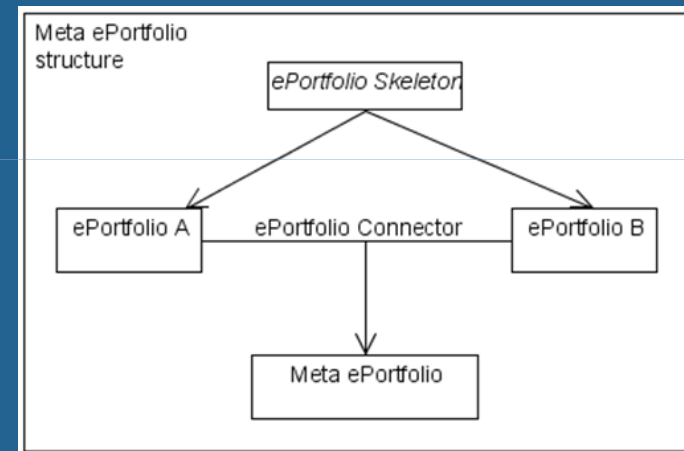 Meta ePortfolio
structure
ePortfolio Skeleton
ePortfolio A
ePortfolio Connector
ePortfolio B
Meta ePortfolio